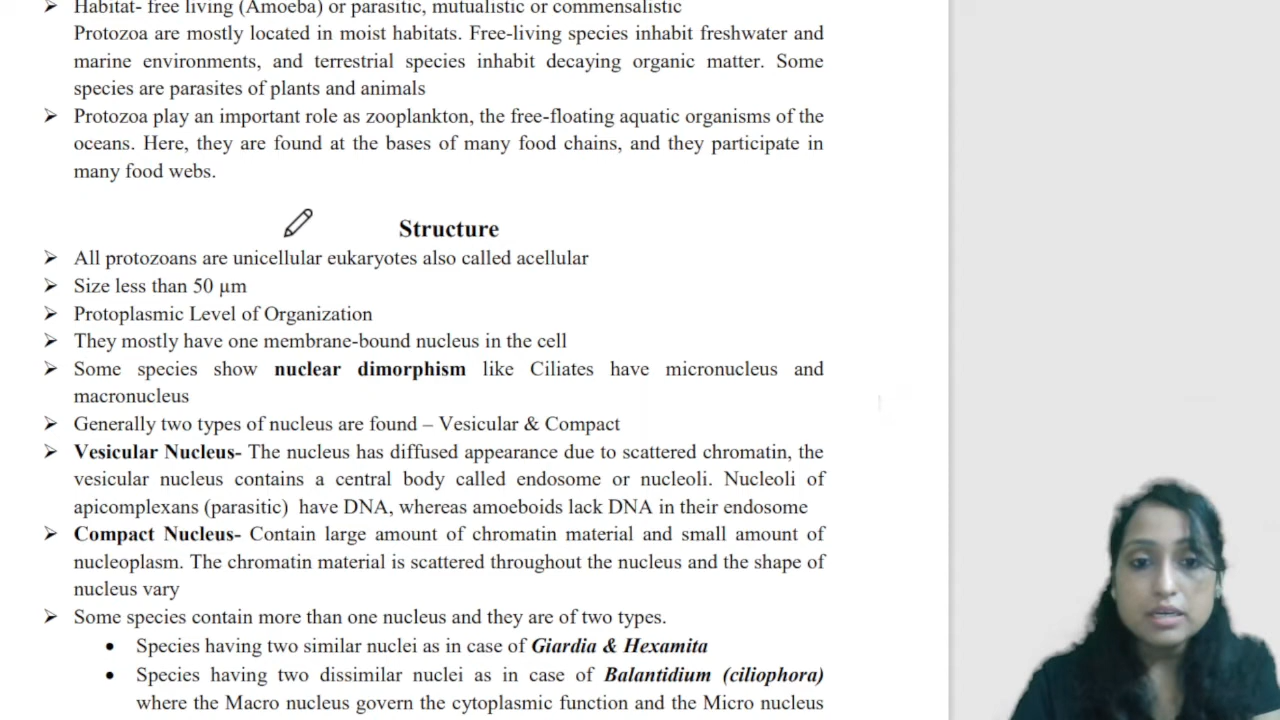 ➢ Habitat- free living (Amoeba) or parasitic, mutualistic or commensalistic
Protozoa are mostly located in moist habitats. Free-living species inhabit freshwater and
marine environments, and terrestrial species inhabit decaying organic matter. Some
species are parasites of plants and animals
➢ Protozoa play an important role as zooplankton, the free-floating aquatic organisms of the
oceans. Here, they are found at the bases of many food chains, and they participate in
many food webs.
Structure
➢ All protozoans are unicellular eukaryotes also called acellular
➢ Size less than 50 µm
➢ Protoplasmic Level of Organization
➢ They mostly have one membrane-bound nucleus in the cell
➢ Some species show nuclear dimorphism like Ciliates have micronucleus and
macronucleus
➢ Generally two types of nucleus are found – Vesicular & Compact
➢ Vesicular Nucleus- The nucleus has diffused appearance due to scattered chromatin, the
vesicular nucleus contains a central body called endosome or nucleoli. Nucleoli of
apicomplexans (parasitic) have DNA, whereas amoeboids lack DNA in their endosome
➢ Compact Nucleus- Contain large amount of chromatin material and small amount of
nucleoplasm. The chromatin material is scattered throughout the nucleus and the shape of
nucleus vary
➢ Some species contain more than one nucleus and they are of two types.
• Species having two similar nuclei as in case of Giardia & Hexamita
• Species having two dissimilar nuclei as in case of Balantidium (ciliophora)
where the Macro nucleus govern the cytoplasmic function and the Micro nucleus